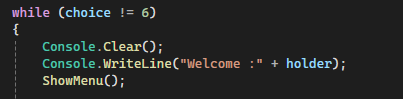 while (choice != 6)
{
Console.Clear();
Console.WriteLine("Welcome :" + holder);
ShowMenu();